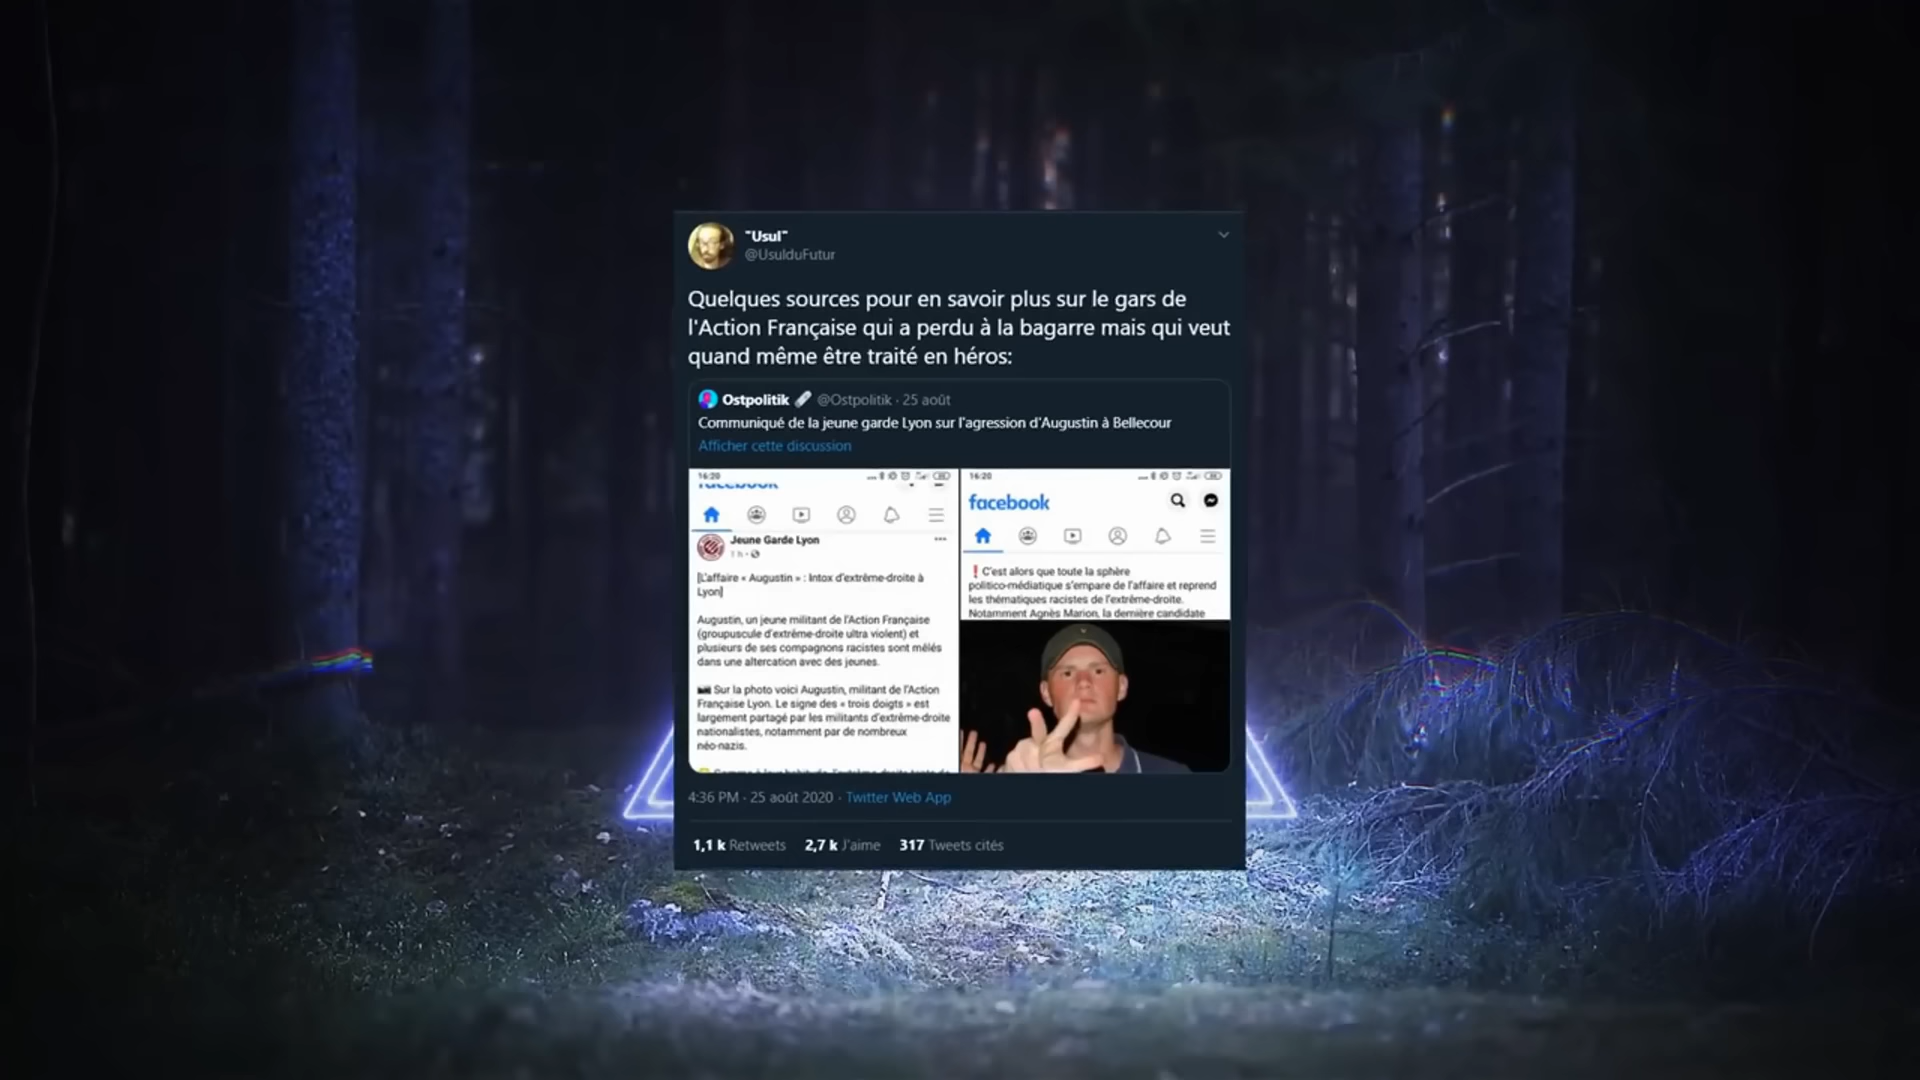 "Usul"
@UsulduFutur
Quelques sources pour en savoir plus sur le gars de
l'Action Française qui a perdu à la bagarre mais qui veut
quand même être traité en héros:
Ostpolitik @Ostpolitik · 25 août
Communiqué de la jeune garde Lyon sur l'agression d'Augustin à Bellecour
Afficher cette discussion
16:20
facebook
Jeune Garde Lyon
1 h ·
[L'affaire « Augustin » : Intox d'extrême-droite à
Lyon]
Augustin, un jeune militant de l'Action Française
(groupuscule d'extrême-droite ultra violent) et
plusieurs de ses compagnons racistes sont mêlés
dans une altercation avec des jeunes.
Sur la photo voici Augustin, militant de l'Action
Française Lyon. Le signe des « trois doigts » est
largement partagé par les militants d'extrême-droite
nationalistes, notamment par de nombreux
néo-nazis.
16:20
facebook
❗C'est alors que toute la sphère
politico-médiatique s'empare de l'affaire et reprend
les thématiques racistes de l'extrême-droite.
Notamment Agnès Marion, la dernière candidate
4:36 PM · 25 août 2020 · Twitter Web App
1,1 k Retweets 2,7 k J'aime 317 Tweets cités